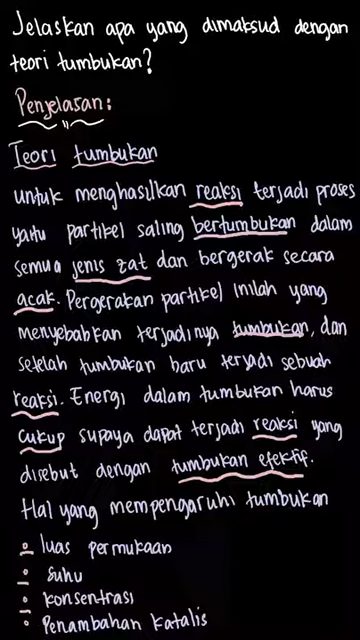 Jelaskan apa yang dimaksud dengan
teori tumbukan?
Penjelasan:
Teori tumbukan
untuk menghasilkan reaksi terjadi proses
yaitu partikel saling bertumbukan dalam
semua jenis zat dan bergerak secara
acak. Pergerakan partikel inilah yang
menyebabkan terjadinya tumbukan, dan
setelah tumbukan baru terjadi sebuah
reaksi. Energi dalam tumbukan harus
cukup supaya dapat terjadi reaksi yang
disebut dengan tumbukan efektif.
Hal yang mempengaruhi tumbukan
• luas permukaan
• suhu
• konsentrasi
• Penambahan katalis